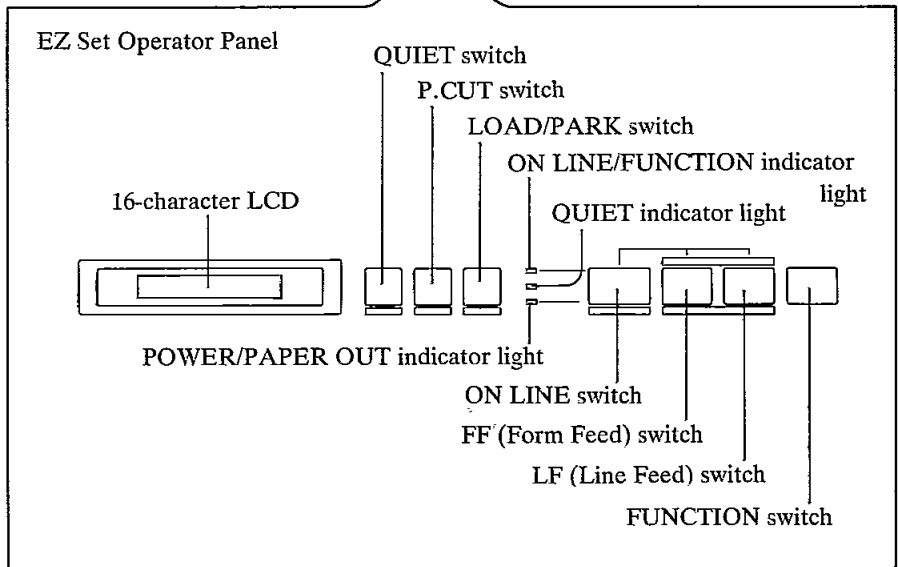 EZ Set Operator Panel
QUIET switch
P.CUT switch
LOAD/PARK switch
ON LINE/FUNCTION indicator
light
16-character LCD
QUIET indicator light
POWER/PAPER OUT indicator light
ON LINE switch
FF (Form Feed) switch
LF (Line Feed) switch
FUNCTION switch